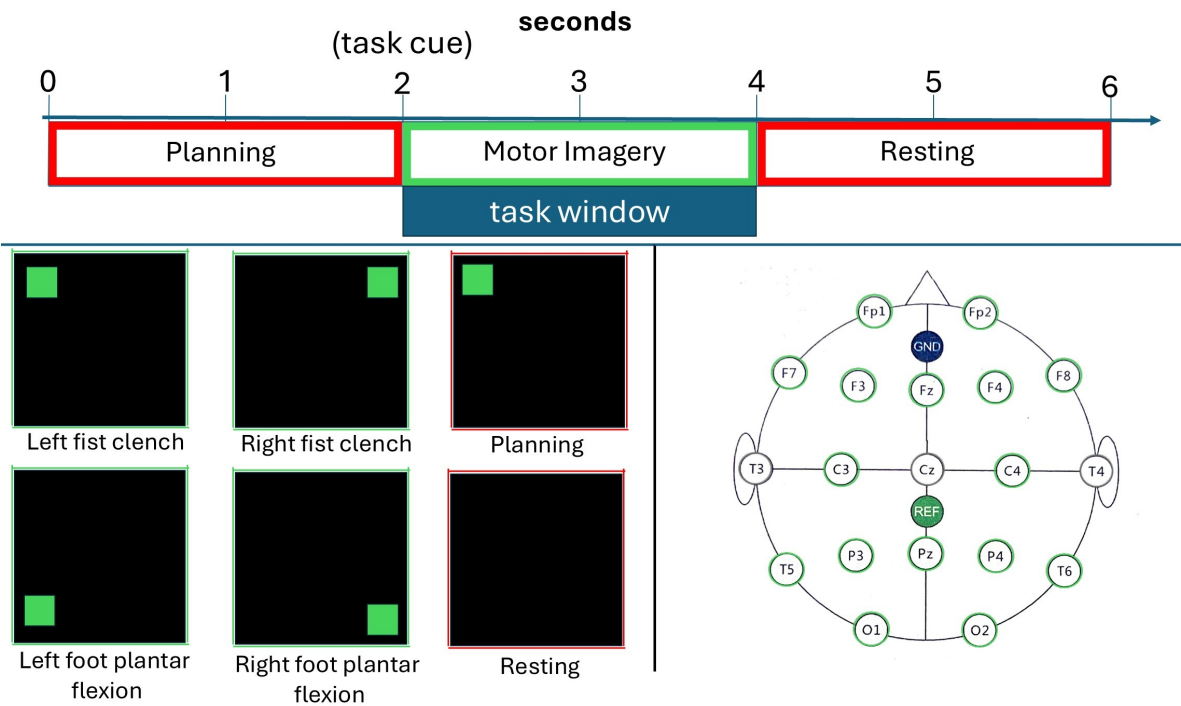 seconds
(task cue)
0 1 2 3 4 5 6
Planning Motor Imagery Resting
task window
Left fist clench
Right fist clench
Planning
Left foot plantar
flexion
Right foot plantar
flexion
Resting
Fp1 Fp2
GND
F7 F3 Fz F4 F8
T3 C3 Cz C4 T4
REF
T5 P3 Pz P4 T6
O1 O2